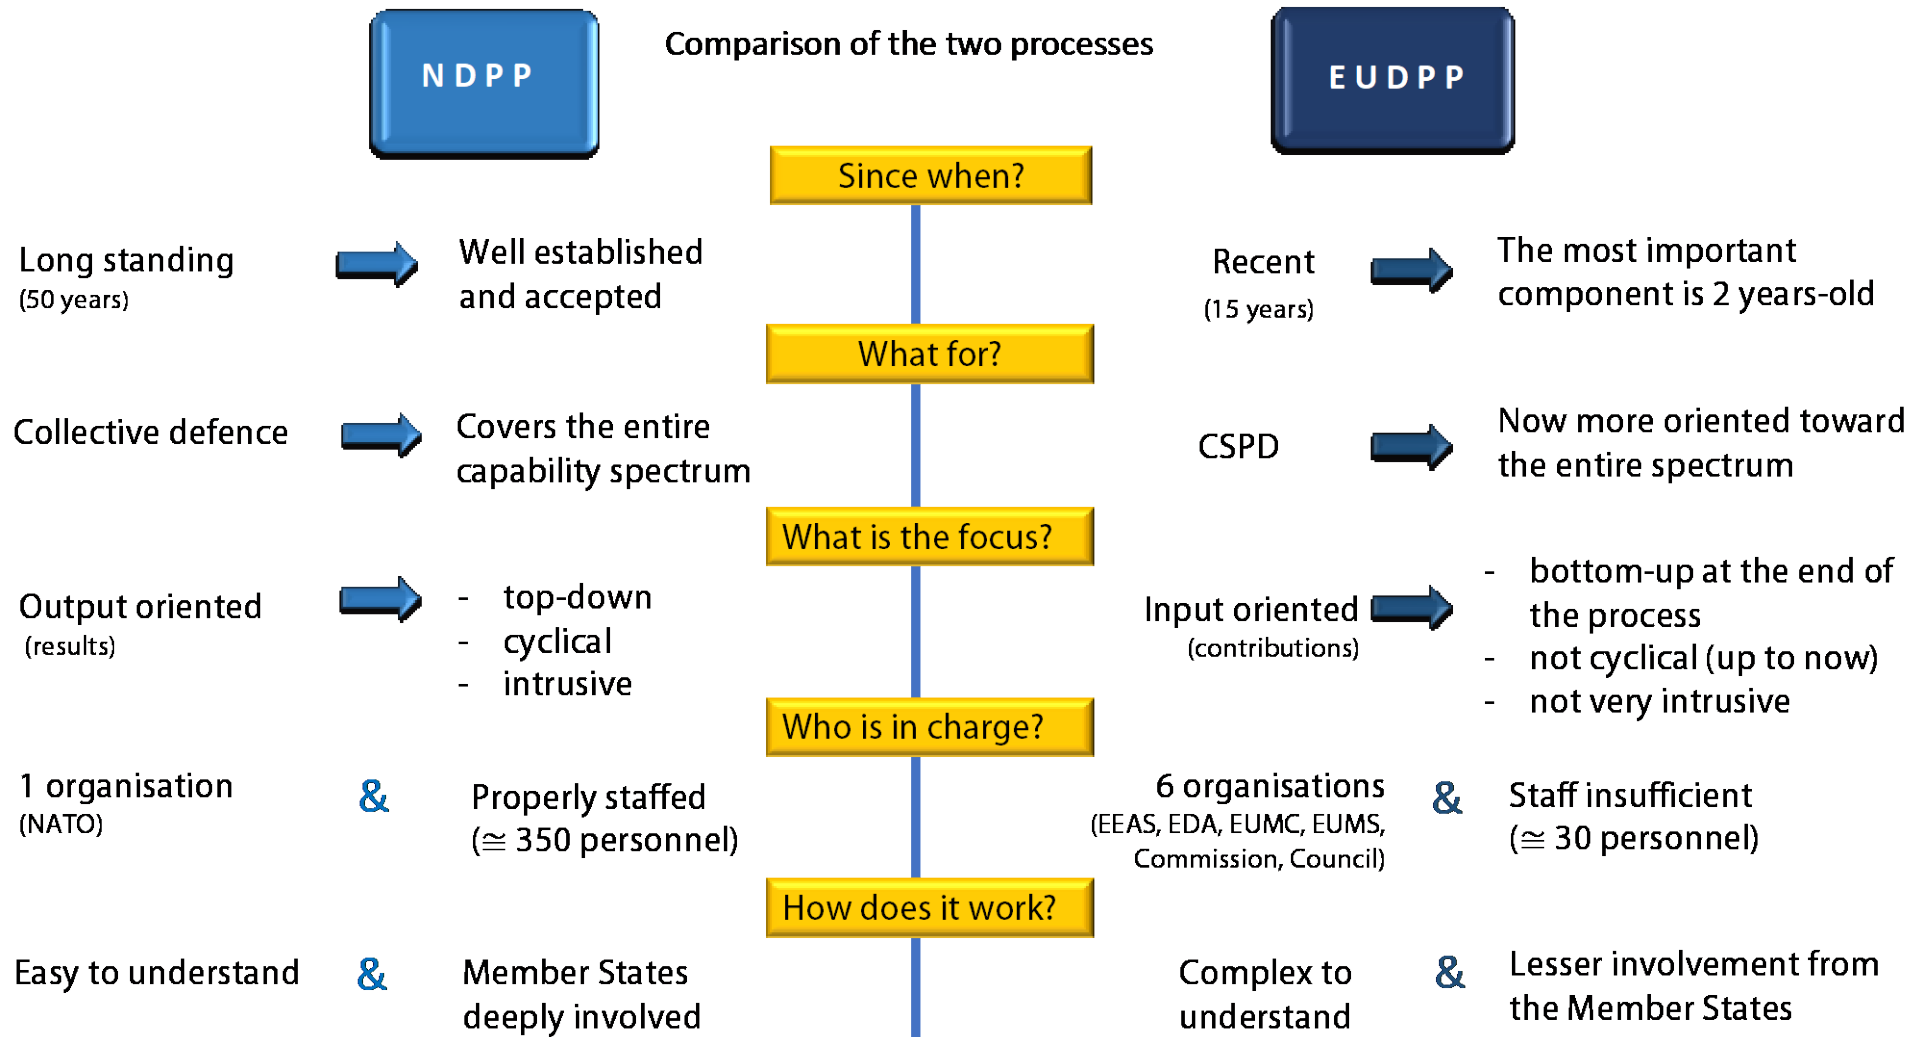 Comparison of the two processes
NDPP
EUDPP
Since when?
Long standing
(50 years)
Well established
and accepted
Recent
(15 years)
The most important
component is 2 years-old
What for?
Collective defence
Covers the entire
capability spectrum
CSPD
Now more oriented toward
the entire spectrum
What is the focus?
Output oriented
(results)
- top-down
- cyclical
- intrusive
Input oriented
(contributions)
- bottom-up at the end of
the process
- not cyclical (up to now)
- not very intrusive
Who is in charge?
1 organisation
(NATO)
&
Properly staffed
(≅ 350 personnel)
6 organisations
(EEAS, EDA, EUMC, EUMS,
Commission, Council)
&
Staff insufficient
(≅ 30 personnel)
How does it work?
Easy to understand
&
Member States
deeply involved
Complex to
understand
&
Lesser involvement from
the Member States